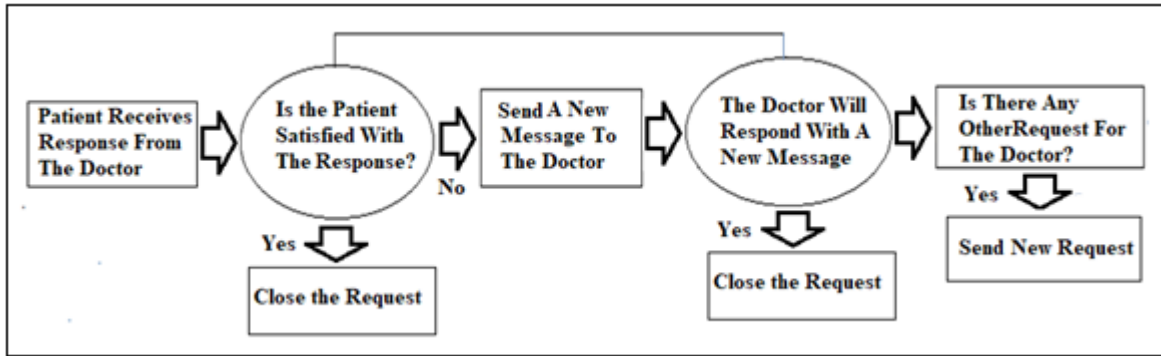 Patient Receives
Response From
The Doctor
Is the Patient
Satisfied With
The Response?
No
Yes
Close the Request
Send A New
Message To
The Doctor
The Doctor Will
Respond With A
New Message
Yes
Close the Request
Is There Any
OtherRequest For
The Doctor?
Yes
Send New Request